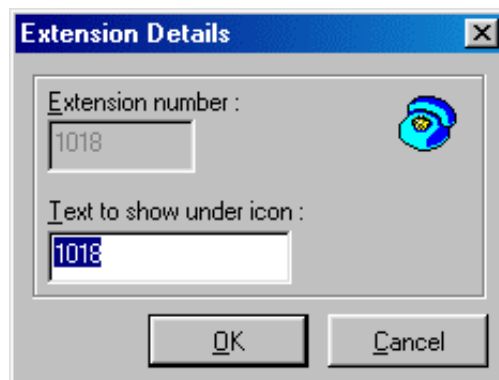 Extension Details
Extension number :
1018
Text to show under icon :
1018
OK
Cancel